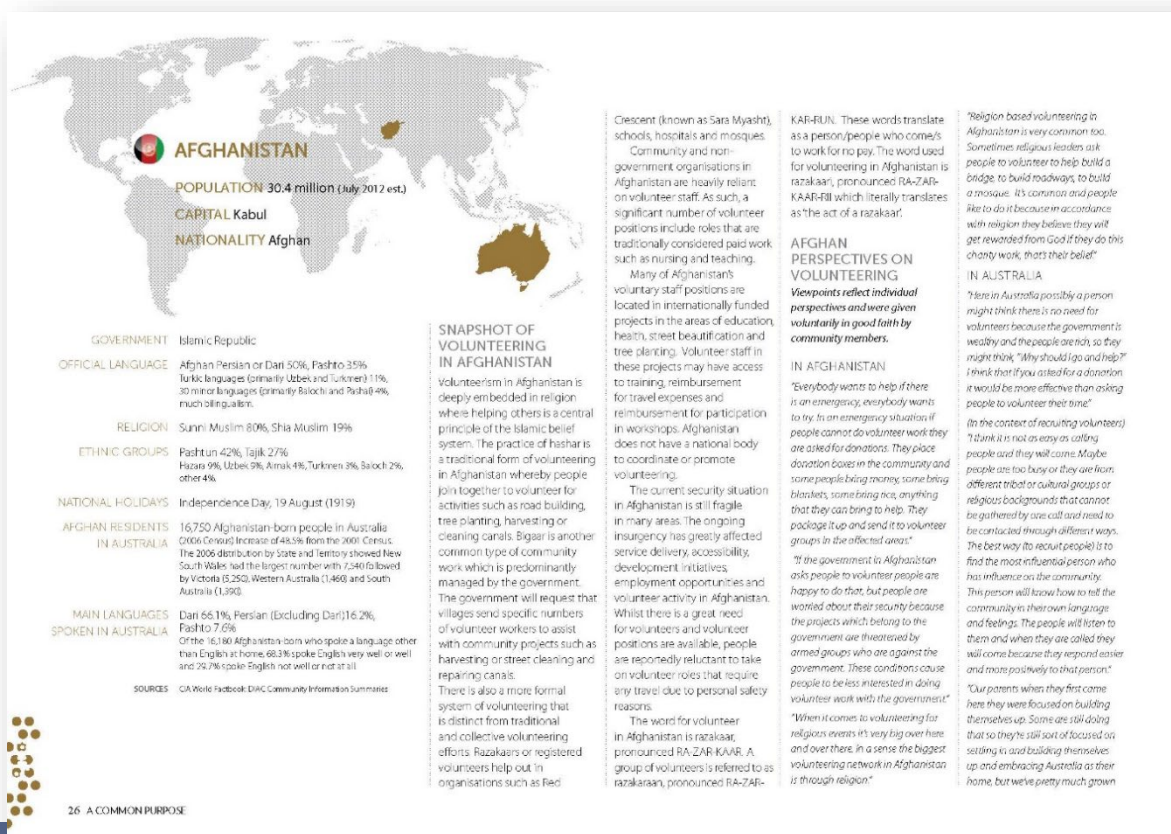 AFGHANISTAN
POPULATION 30.4 million (July 2012 est.)
CAPITAL Kabul
NATIONALITY Afghan
GOVERNMENT Islamic Republic
OFFICIAL LANGUAGE Afghan Persian or Dari 50%, Pashto 35%
Turkic languages (primarily Uzbek and Turkmen) 11%,
30 minor languages (primarily Balochi and Pashai) 4%,
much bilingualism.
RELIGION Sunni Muslim 80%, Shia Muslim 19%
ETHNIC GROUPS Pashtun 42%, Tajik 27%
Hazara 9%, Uzbek 9%, Aimak 4%, Turkmen 3%, Baloch 2%,
other 4%.
NATIONAL HOLIDAYS Independence Day, 19 August (1919)
AFGHAN RESIDENTS 16,750 Afghanistan-born people in Australia
IN AUSTRALIA (2006 Census) Increase of 48.5% from the 2001 Census.
The 2006 distribution by State and Territory showed New
South Wales had the largest number with 7,540 followed
by Victoria (5,250), Western Australia (1,460) and South
Australia (1,390).
MAIN LANGUAGES Dari 66.1%, Persian (Excluding Dari)16.2%,
SPOKEN IN AUSTRALIA Pashto 7.6%
Of the 16,180 Afghanistan-born who spoke a language other
than English at home, 68.3% spoke English very well or well
and 29.7% spoke English not well or not at all
SOURCES CIA World Factbook: DIAC Community Information Summaries
SNAPSHOT OF
VOLUNTEERING
IN AFGHANISTAN
Volunteerism in Afghanistan is
deeply embedded in religion
where helping others is a central
principle of the Islamic belief
system. The practice of hashar is
a traditional form of volunteering
in Afghanistan whereby people
join together to volunteer for
activities such as road building,
tree planting, harvesting or
cleaning canals. Bigaar is another
common type of community
work which is predominantly
managed by the government.
The government will request that
villages send specific numbers
of volunteer workers to assist
with community projects such as
harvesting or street cleaning and
repairing canals.
There is also a more formal
system of volunteering that
is distinct from traditional
and collective volunteering
efforts. Razakaars or registered
volunteers help out in
organisations such as Red
Crescent (known as Sara Myasht),
schools, hospitals and mosques.
Community and non-
government organisations in
Afghanistan are heavily reliant
on volunteer staff. As such, a
significant number of volunteer
positions include roles that are
traditionally considered paid work
such as nursing and teaching.
Many of Afghanistan's
voluntary staff positions are
located in internationally funded
projects in the areas of education,
health, street beautification and
tree planting. Volunteer staff in
these projects may have access
to training, reimbursement
for travel expenses and
reimbursement for participation
in workshops. Afghanistan
does not have a national body
to coordinate or promote
volunteering.
The current security situation
in Afghanistan is still fragile
in many areas. The ongoing
insurgency has greatly affected
service delivery, accessibility,
development initiatives,
employment opportunities and
volunteer activity in Afghanistan.
Whilst there is a great need
for volunteers and volunteer
positions are available, people
are reportedly reluctant to take
on volunteer roles that require
any travel due to personal safety
reasons.
The word for volunteer
in Afghanistan is razakaar,
pronounced RA-ZAR-KAAR. A
group of volunteers is referred to as
razakaraan, pronounced RA-ZAR-
KAR-RUN. These words translate
as a person/people who come/s
to work for no pay. The word used
for volunteering in Afghanistan is
razakaari, pronounced RA-ZAR-
KAAR-RII which literally translates
as 'the act of a razakaar'.
AFGHAN
PERSPECTIVES ON
VOLUNTEERING
Viewpoints reflect individual
perspectives and were given
voluntarily in good faith by
community members.
IN AFGHANISTAN
"Everybody wants to help if there
is an emergency, everybody wants
to try. In an emergency situation if
people cannot do volunteer work they
are asked for donations. They place
donation boxes in the community and
some people bring money, some bring
blankets, some bring rice, anything
that they can bring to help. They
package it up and send it to volunteer
groups in the affected areas."
"If the government in Afghanistan
asks people to volunteer people are
happy to do that, but people are
worried about their security because
the projects which belong to the
government are threatened by
armed groups who are against the
government. These conditions cause
people to be less interested in doing
volunteer work with the government."
"When it comes to volunteering for
religious events it's very big over here
and over there, in a sense the biggest
volunteering network in Afghanistan
is through religion."
"Religion based volunteering in
Afghanistan is very common too.
Sometimes religious leaders ask
people to volunteer to help build a
bridge, to build roadways, to build
a mosque. It's common and people
like to do it because in accordance
with religion they believe they will
get rewarded from God if they do this
charity work, that's their belief."
IN AUSTRALIA
"Here in Australia possibly a person
might think there is no need for
volunteers because the government is
wealthy and the people are rich, so they
might think, "Why should I go and help?"
I think that if you asked for a donation
it would be more effective than asking
people to volunteer their time."
(In the context of recruiting volunteers)
"I think it is not as easy as calling
people and they will come. Maybe
people are too busy or they are from
different tribal or cultural groups or
religious backgrounds that cannot
be gathered by one call and need to
be contacted through different ways.
The best way (to recruit people) is to
find the most influential person who
has influence on the community.
This person will know how to tell the
community in their own language
and feelings. The people will listen to
them and when they are called they
will come because they respond easier
and more positively to that person."
"Our parents when they first came
here they were focused on building
themselves up. Some are still doing
that so they're still sort of focused on
settling in and building themselves
up and embracing Australia as their
home, but we've pretty much grown
26 A COMMON PURPOSE